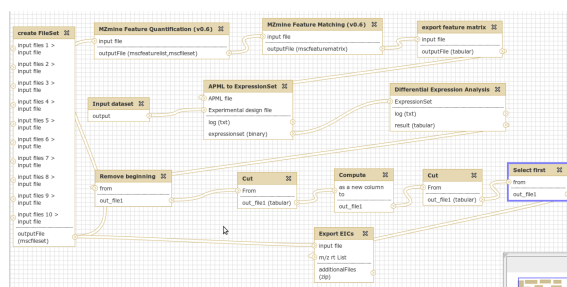 create FileSet
input files 1 >
input file
input files 2 >
input file
input files 3 >
input file
input files 4 >
input file
input files 5 >
input file
input files 6 >
input file
input files 7 >
input file
input files 8 >
input file
input files 9 >
input file
input files 10 >
input file
outputFile
(mscfileset)
MZmine Feature Quantification (v0.6)
input file
outputFile (mscfeaturelist,mscfileset)
MZmine Feature Matching (v0.6)
input file
outputFile (mscfeaturematrix)
export feature matrix
input file
outputFile (tabular)
Input dataset
output
APML to ExpressionSet
APML file
Experimental design file
log (txt)
expressionset (binary)
Differential Expression Analysis
ExpressionSet
log (txt)
result (tabular)
Remove beginning
from
out_file1
Cut
From
out_file1 (tabular)
Compute
as a new column
to
out_file1
Cut
From
out_file1 (tabular)
Select first
from
out_file1
Export EICs
input file
m/z rt List
additionalFiles
(zip)